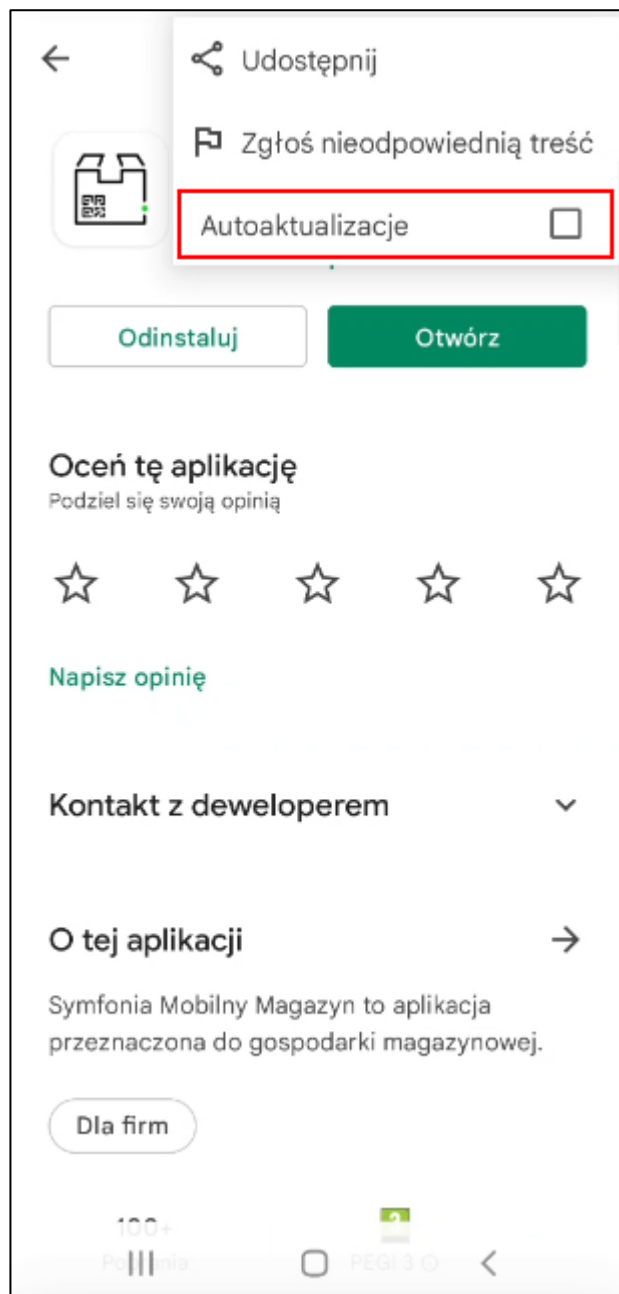 Udostępnij
Zgłoś nieodpowiednią treść
Autoaktualizacje
Odinstaluj
Otwórz
Oceń tę aplikację
Podziel się swoją opinią
Napisz opinię
Kontakt z deweloperem
O tej aplikacji
Symfonia Mobilny Magazyn to aplikacja
przeznaczona do gospodarki magazynowej.
Dla firm
100+
3
PEGI 3